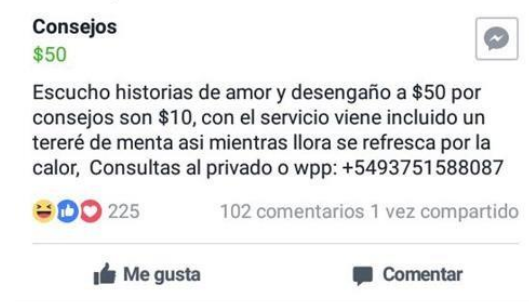 Consejos
$50
Escucho historias de amor y desengaño a $50 por
consejos son $10, con el servicio viene incluido un
tereré de menta asi mientras llora se refresca por la
calor, Consultas al privado o wpp: +5493751588087
225 102 comentarios 1 vez compartido
Me gusta Comentar